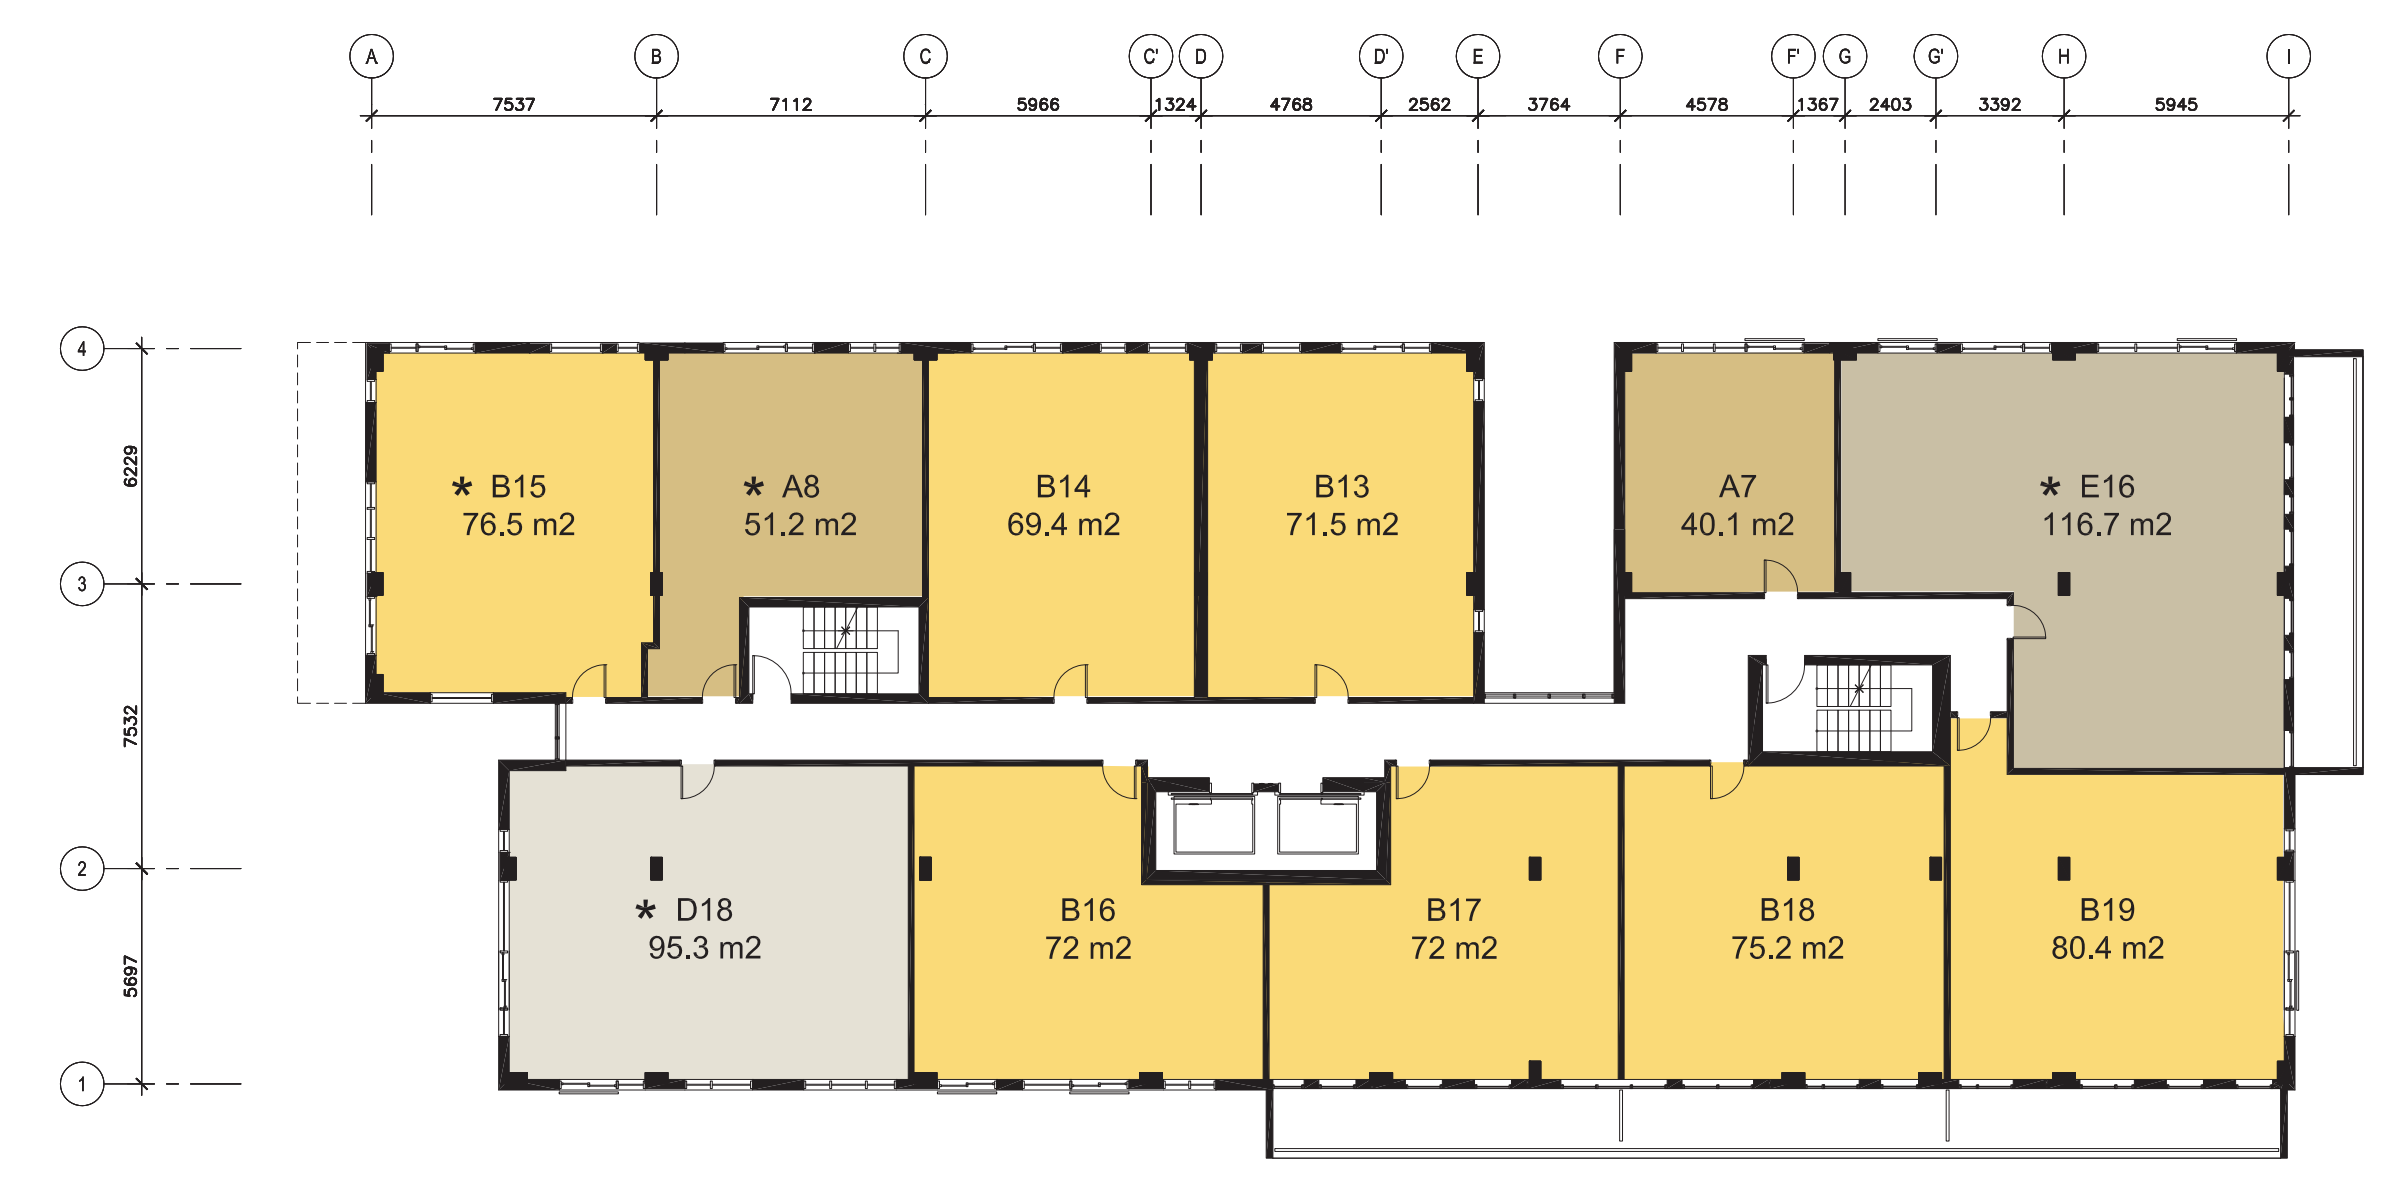 A B C C' D D' E F F' G G' H I
7537 7112 5966 1324 4768 2562 3764 4578 1367 2403 3392 5945
4
6229
* B15
76.5 m2
* A8
51.2 m2
B14
69.4 m2
B13
71.5 m2
A7
40.1 m2
* E16
116.7 m2
3
7532
2
* D18
95.3 m2
B16
72 m2
B17
72 m2
B18
75.2 m2
B19
80.4 m2
5697
1